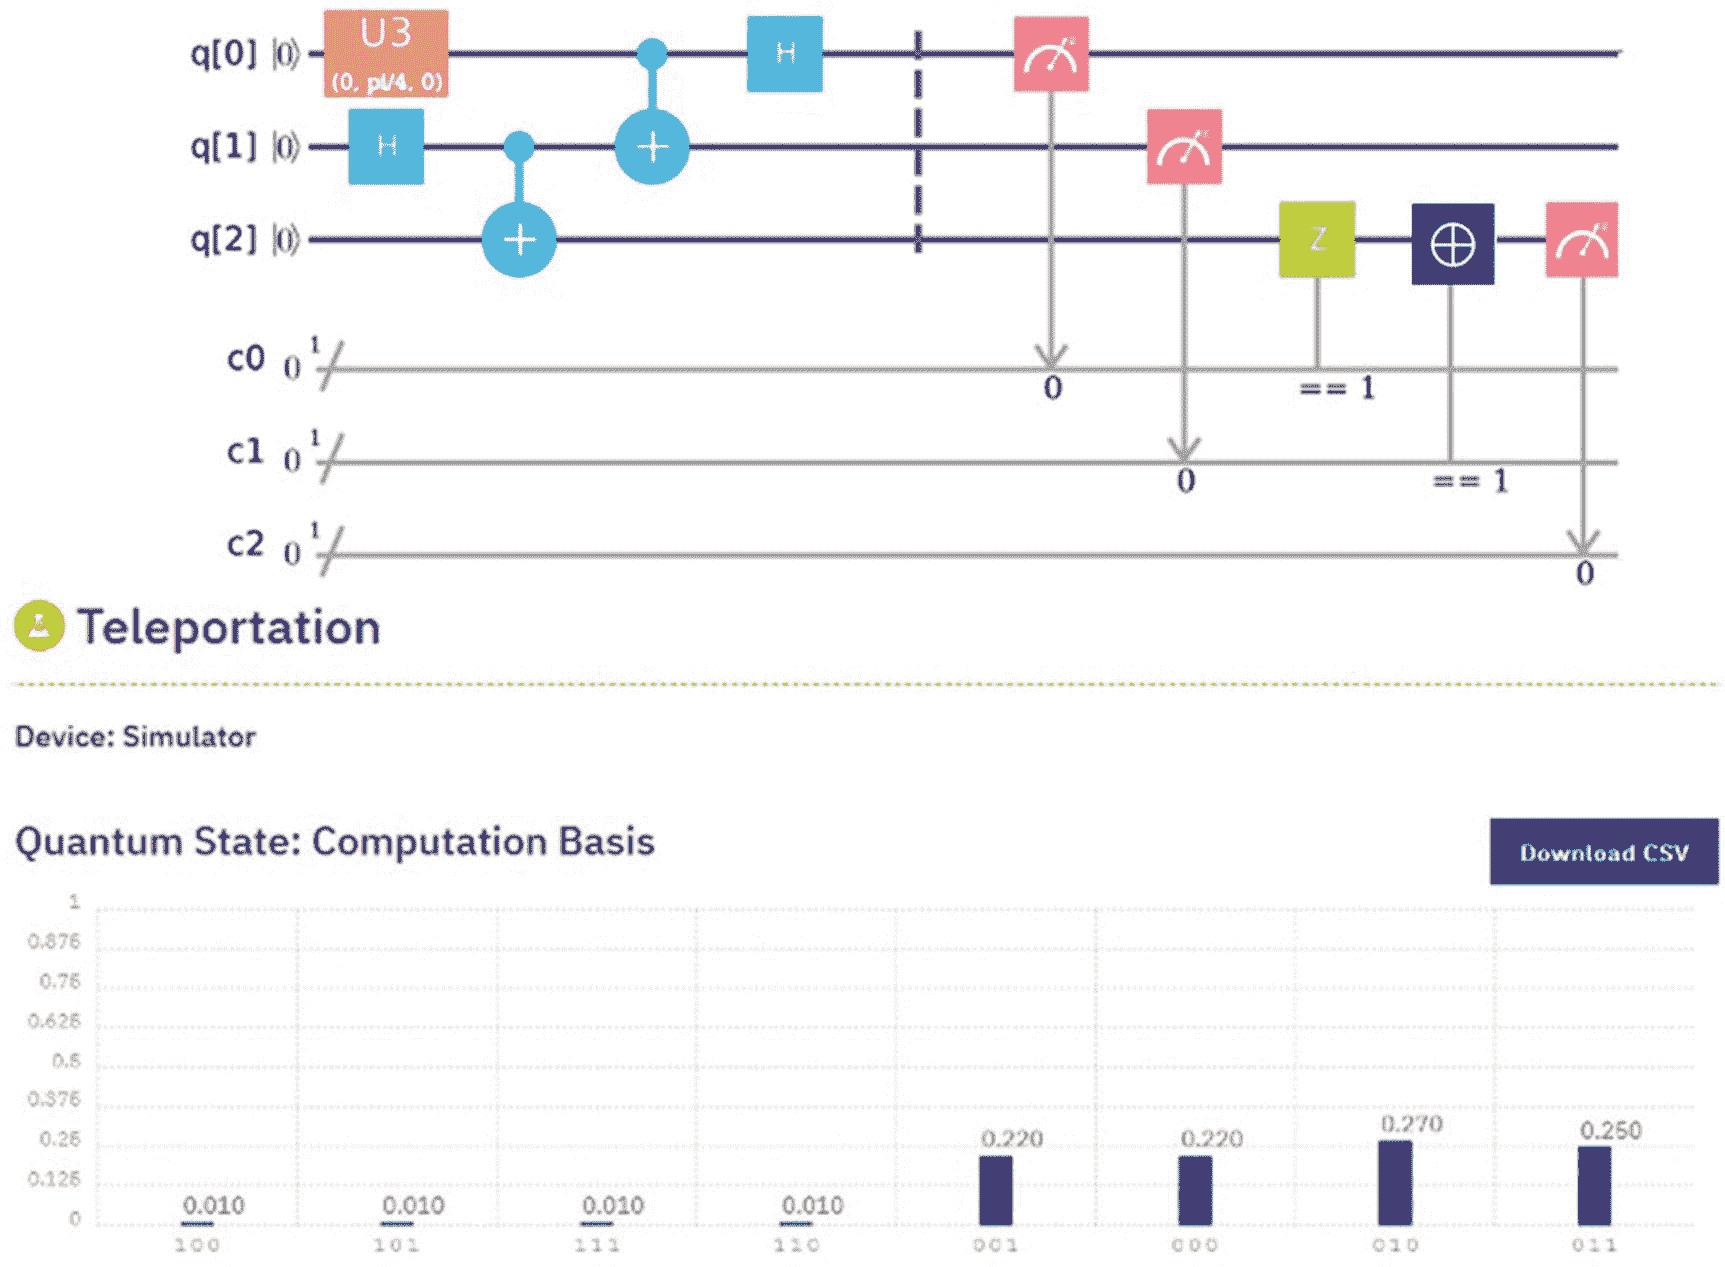 q[0] |0⟩ U3 H
(0, pi/4, 0)
q[1] |0⟩ H + 
q[2] |0⟩ + Z
c0 0 1 0 == 1
c1 0 1 0 == 1
c2 0 1 0
Teleportation
Device: Simulator
Quantum State: Computation Basis
Download CSV
1
0.875
0.75
0.625
0.5
0.375
0.25
0.125
0
0.010 0.010 0.010 0.010 0.220 0.220 0.270 0.250
100 101 111 110 001 000 010 011